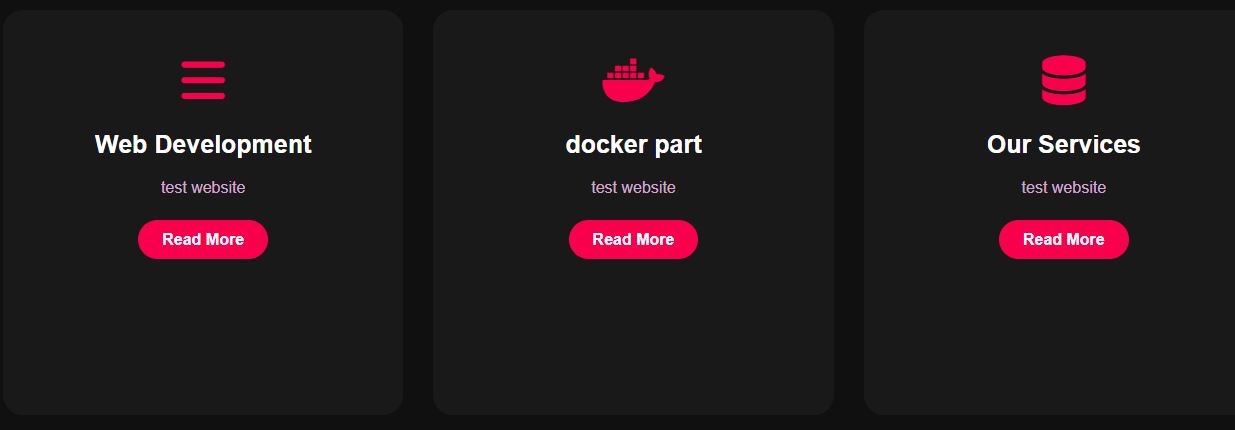 Web Development
test website
Read More
docker part
test website
Read More
Our Services
test website
Read More